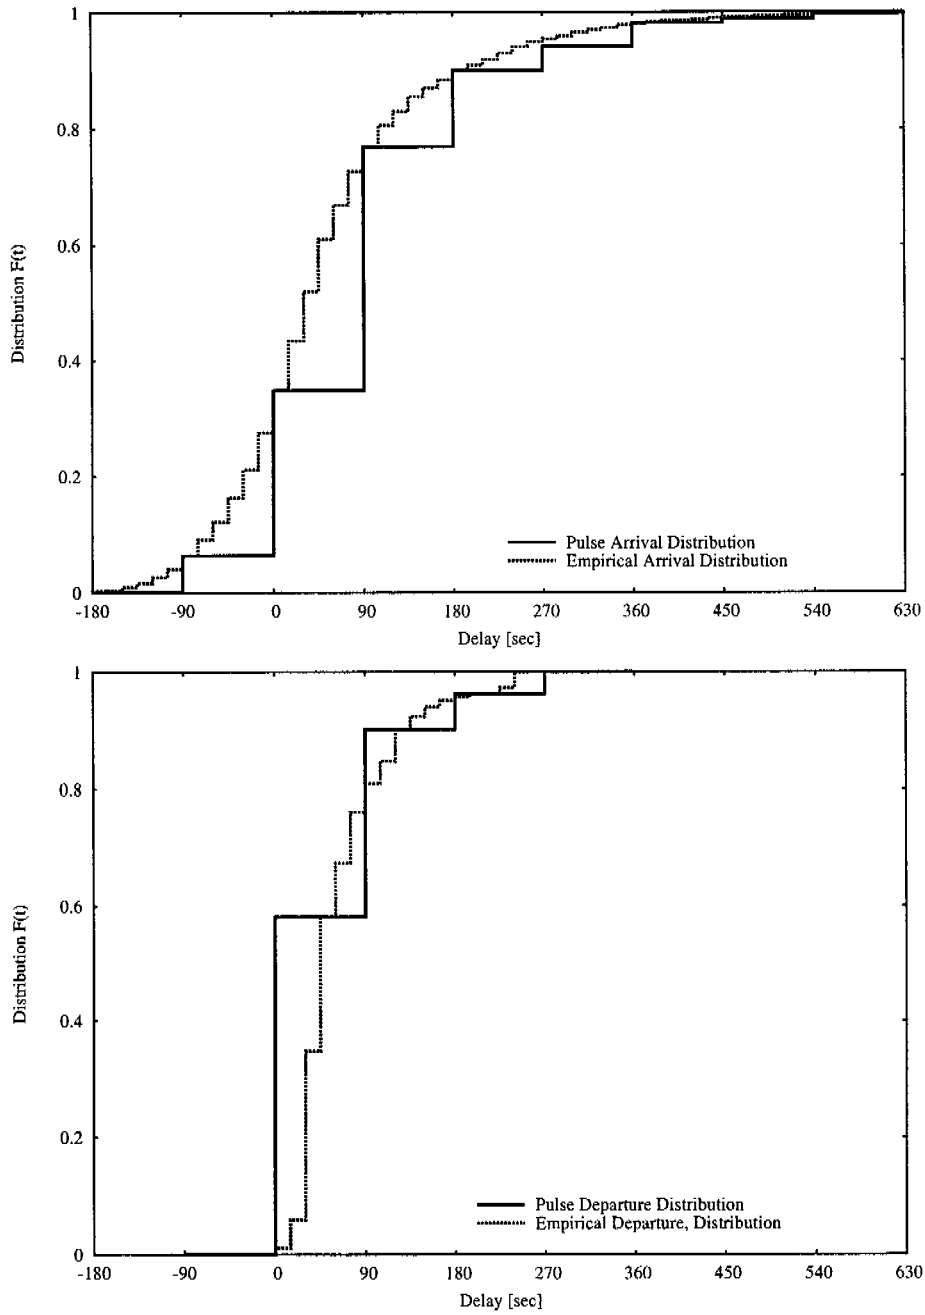 1
0.8
0.6
0.4
0.2
0
Distribution F(t)
-180 -90 0 90 180 270 360 450 540 630
Delay [sec]
Pulse Arrival Distribution
Empirical Arrival Distribution
1
0.8
0.6
0.4
0.2
0
Distribution F(t)
-180 -90 0 90 180 270 360 450 540 630
Delay [sec]
Pulse Departure Distribution
Empirical Departure, Distribution